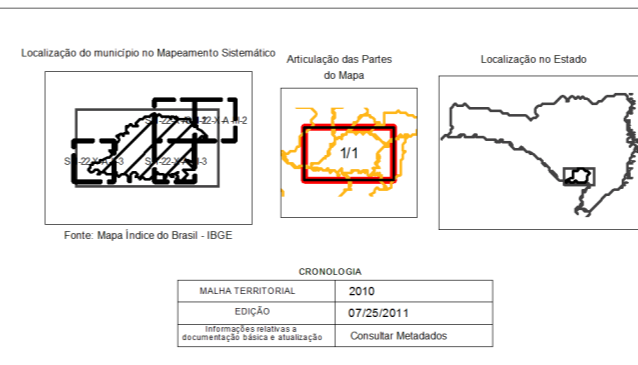 Localização do município no Mapeamento Sistemático
Articulação das Partes
do Mapa
Localização no Estado
1/1
Fonte: Mapa Índice do Brasil - IBGE
CRONOLOGIA
MALHA TERRITORIAL 2010
EDIÇÃO 07/25/2011
Informações relativas a
documentação básica e atualização Consultar Metadados